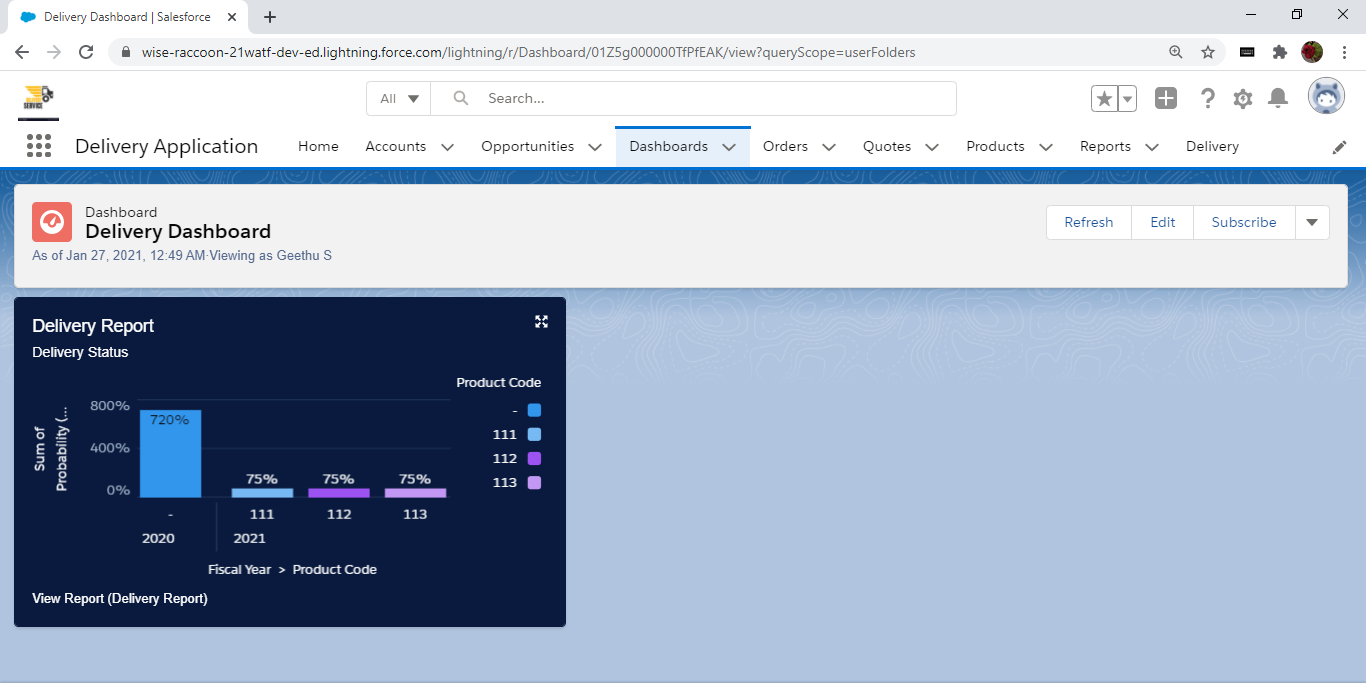 Delivery Dashboard | Salesforce
wise-raccoon-21watf-dev-ed.lightning.force.com/lightning/r/Dashboard/01Z5g000000TfPfEAK/view?queryScope=userFolders
SERVICE
All
Search...
Delivery Application
Home
Accounts
Opportunities
Dashboards
Orders
Quotes
Products
Reports
Delivery
Dashboard
Delivery Dashboard
As of Jan 27, 2021, 12:49 AM·Viewing as Geethu S
Refresh
Edit
Subscribe
Delivery Report
Delivery Status
Product Code
-
111
112
113
Sum of
Probability (...
800%
400%
0%
720%
75%
75%
75%
-
111
112
113
2020
2021
Fiscal Year > Product Code
View Report (Delivery Report)